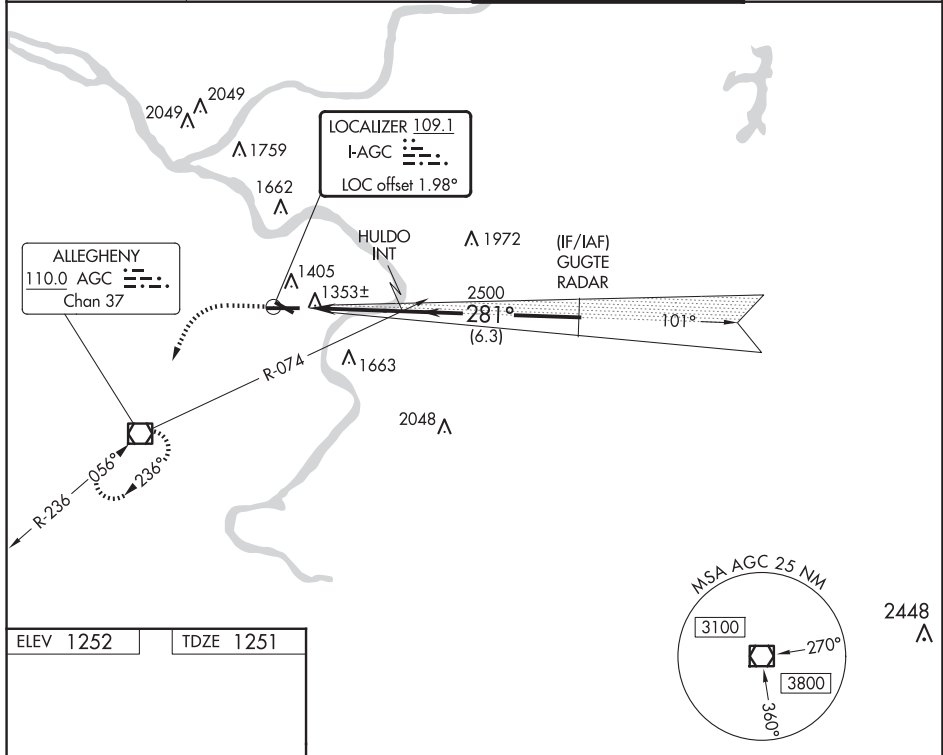 2049
2049
1759
1662
LOCALIZER 109.1
I-AGC
LOC offset 1.98°
HULDO
INT
1972
(IF/IAF)
GUGTE
RADAR
ALLEGHENY
110.0 AGC
Chan 37
1405
1353±
2500
281°
(6.3)
101°
R-074
1663
2048
R-236
056°
236°
MSA AGC 25 NM
3100
270°
3800
360°
2448
ELEV 1252
TDZE 1251